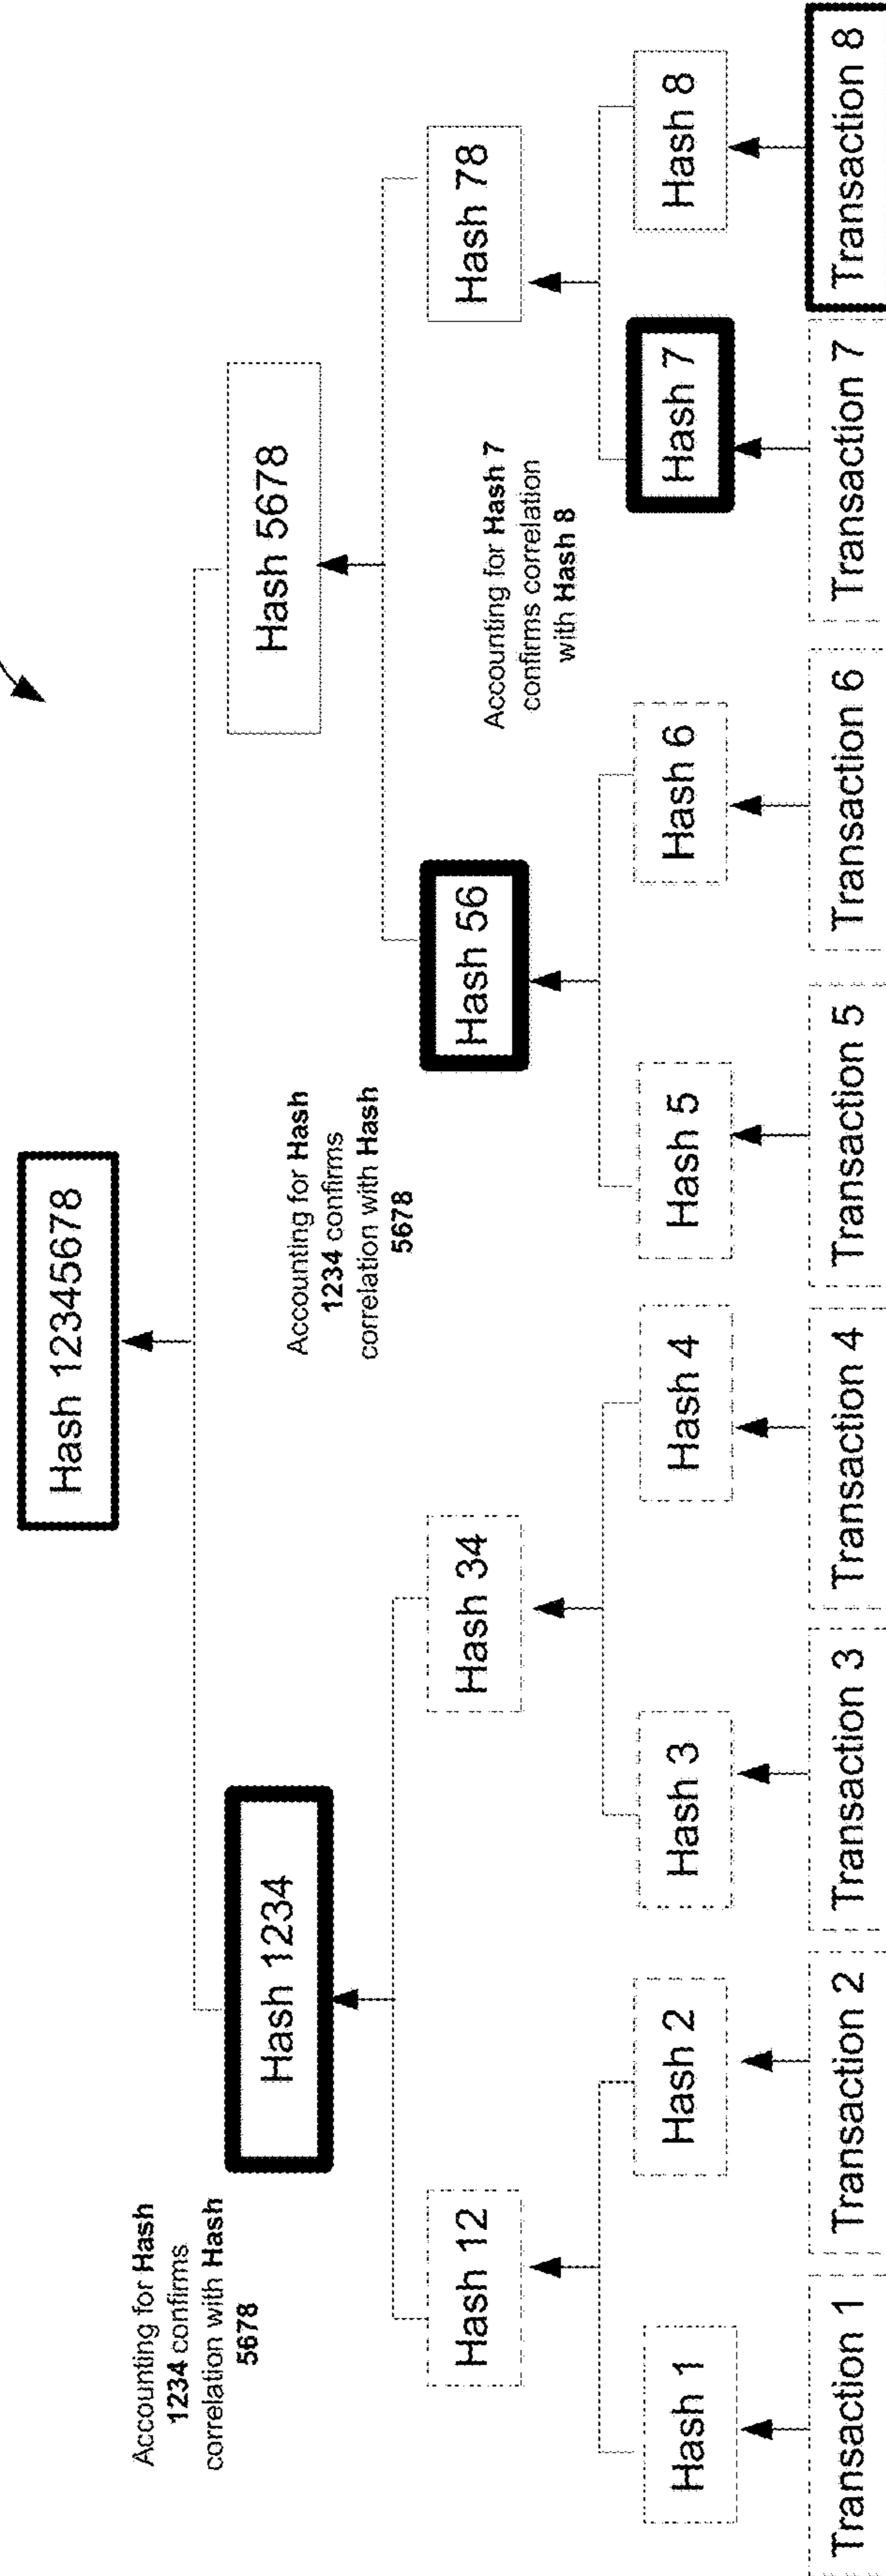 Hash 12345678
Accounting for Hash
1234 confirms
correlation with Hash
5678
Hash 1234
Hash 5678
Accounting for Hash
1234 confirms
correlation with Hash
5678
Hash 12
Hash 34
Hash 56
Hash 78
Accounting for Hash 7
confirms correlation
with Hash 8
Hash 1
Hash 2
Hash 3
Hash 4
Hash 5
Hash 6
Hash 7
Hash 8
Transaction 1
Transaction 2
Transaction 3
Transaction 4
Transaction 5
Transaction 6
Transaction 7
Transaction 8